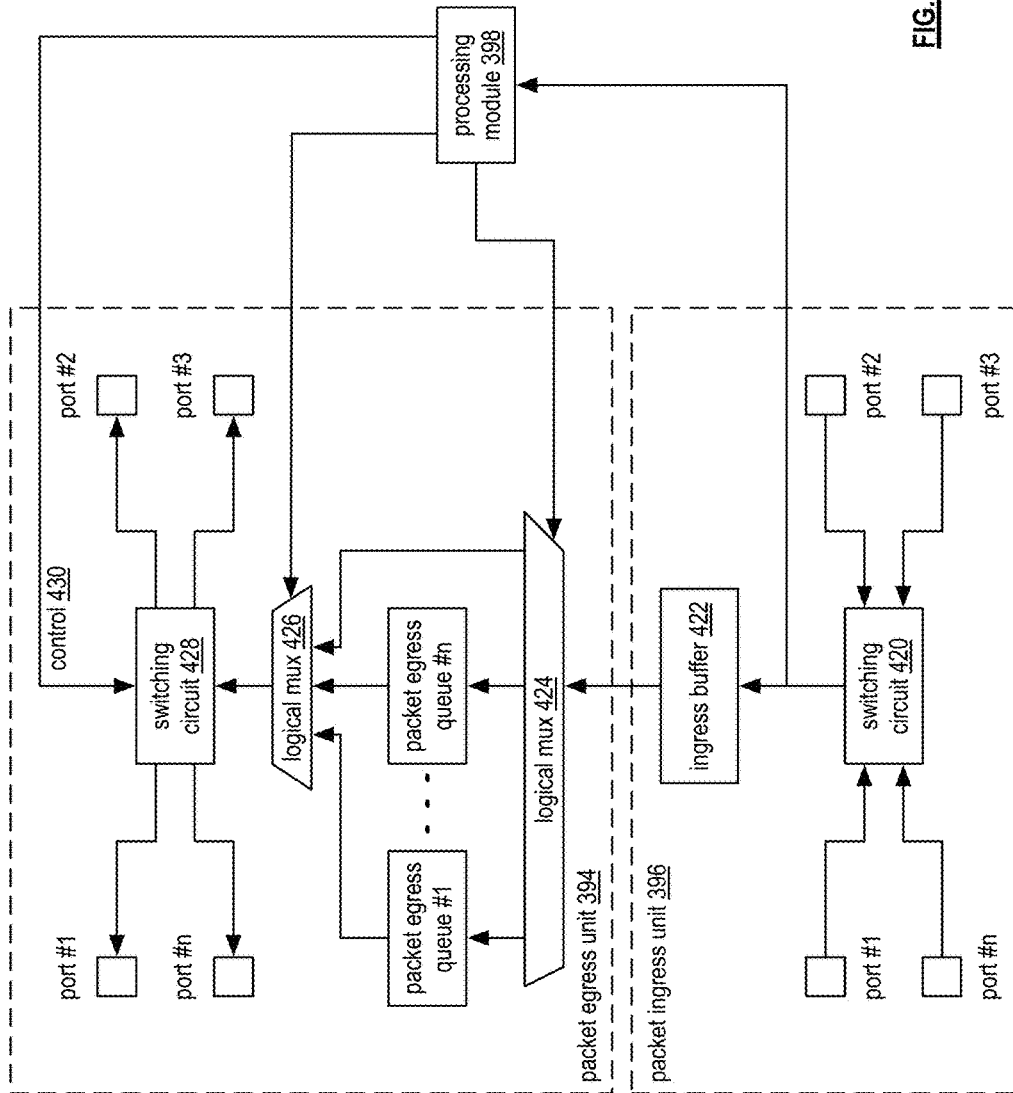 FIG.
processing
module 398
control 430
port #1
port #2
switching
circuit 428
port #n
port #3
logical mux 426
packet egress
queue #1
packet egress
queue #n
logical mux 424
packet egress unit 394
packet ingress unit 396
ingress buffer 422
port #1
port #2
switching
circuit 420
port #n
port #3